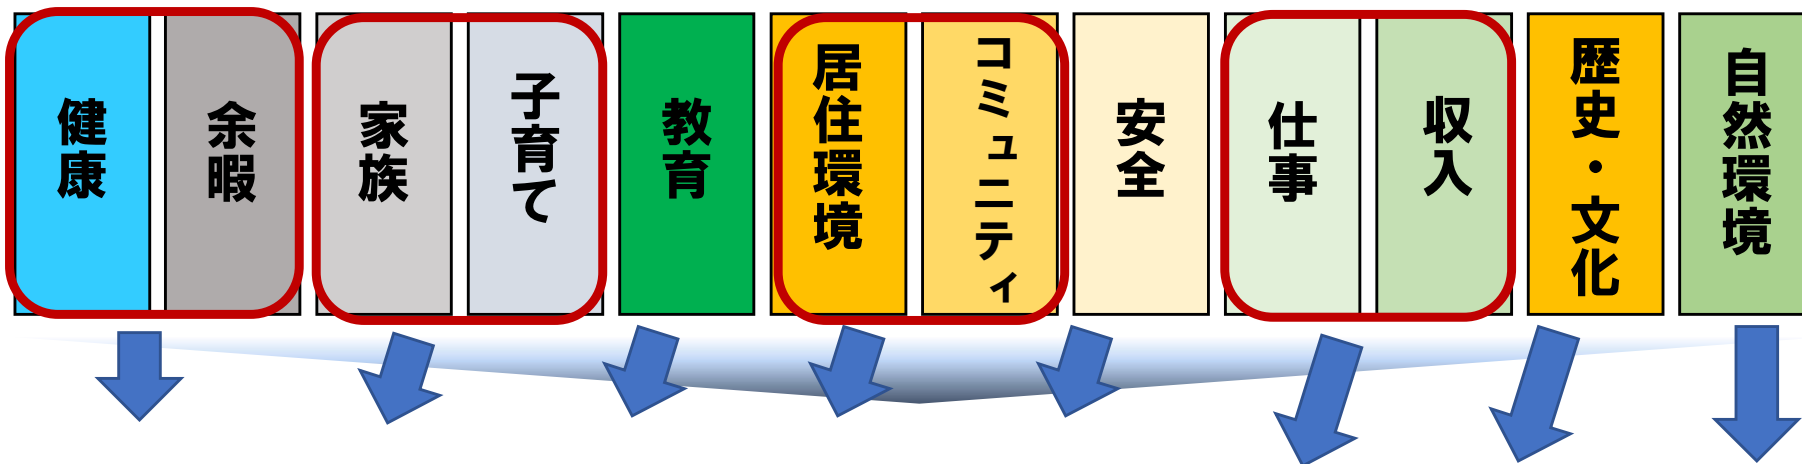 健康
余暇
家族
子育て
教育
居住環境
コミュニティ
安全
仕事
収入
歴史・文化
自然環境